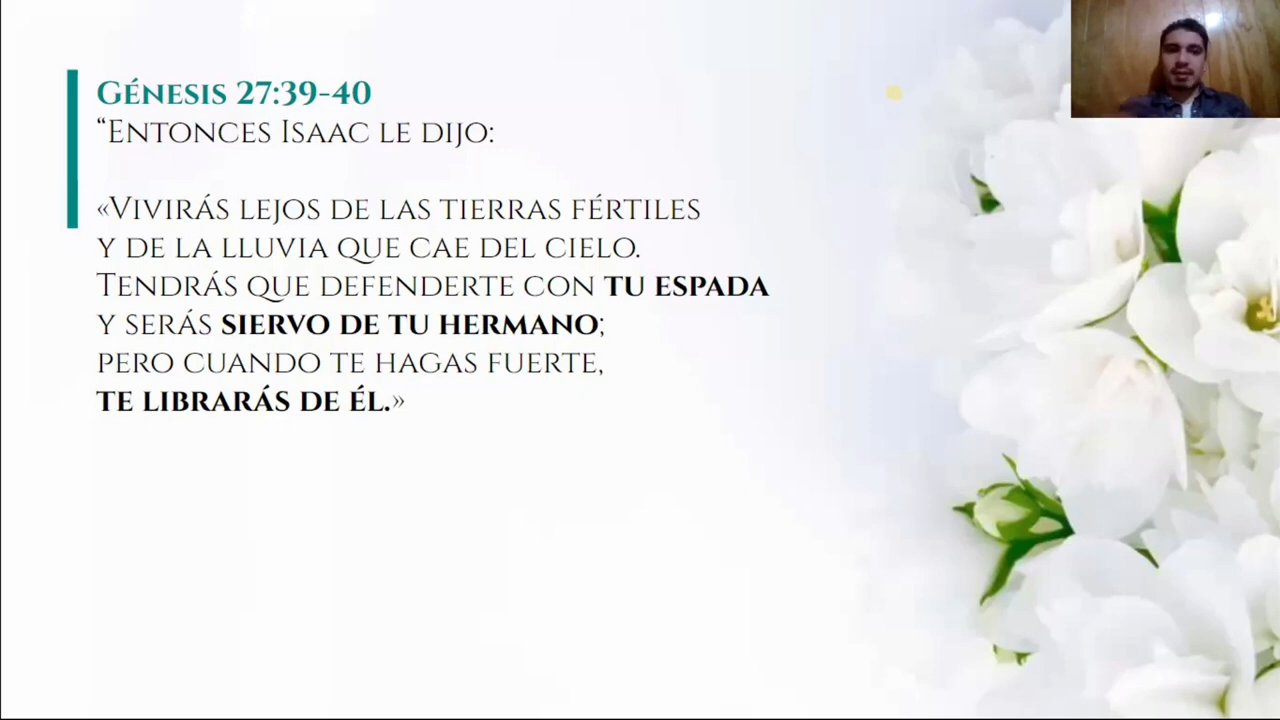 Génesis 27:39-40
“Entonces Isaac le dijo:
«Vivirás lejos de las tierras fértiles
y de la lluvia que cae del cielo.
Tendrás que defenderte con tu espada
y serás siervo de tu hermano;
pero cuando te hagas fuerte,
te librarás de él.»